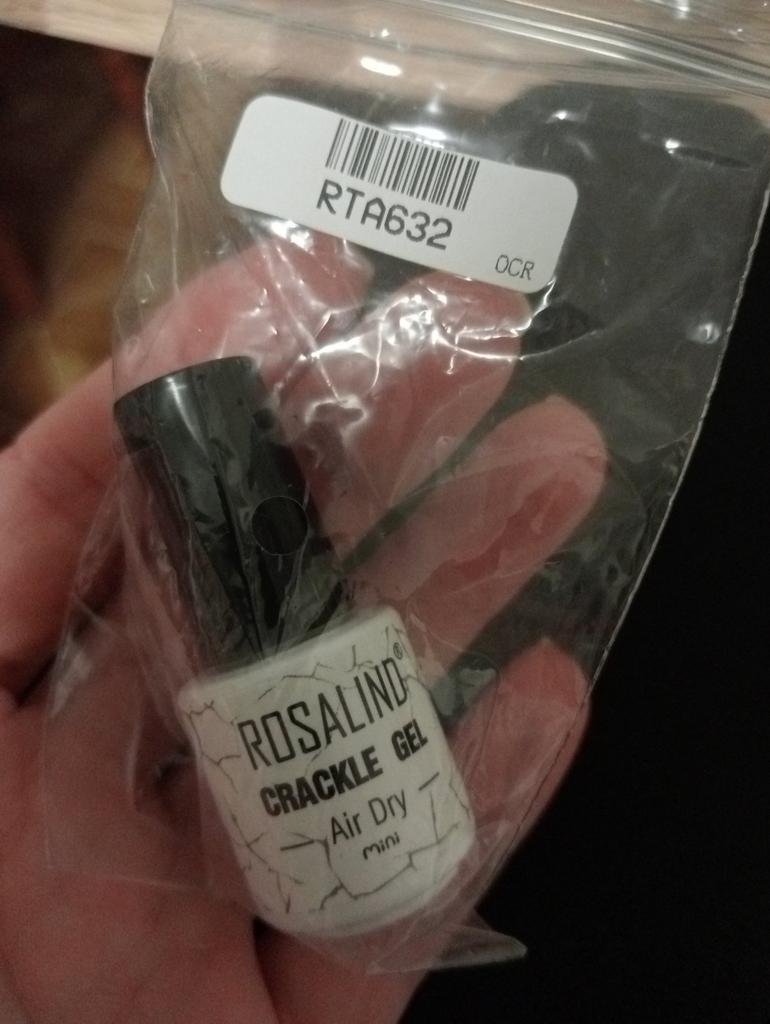 RTA632
OCR
ROSALIND®
CRACKLE GEL
Air Dry
mini